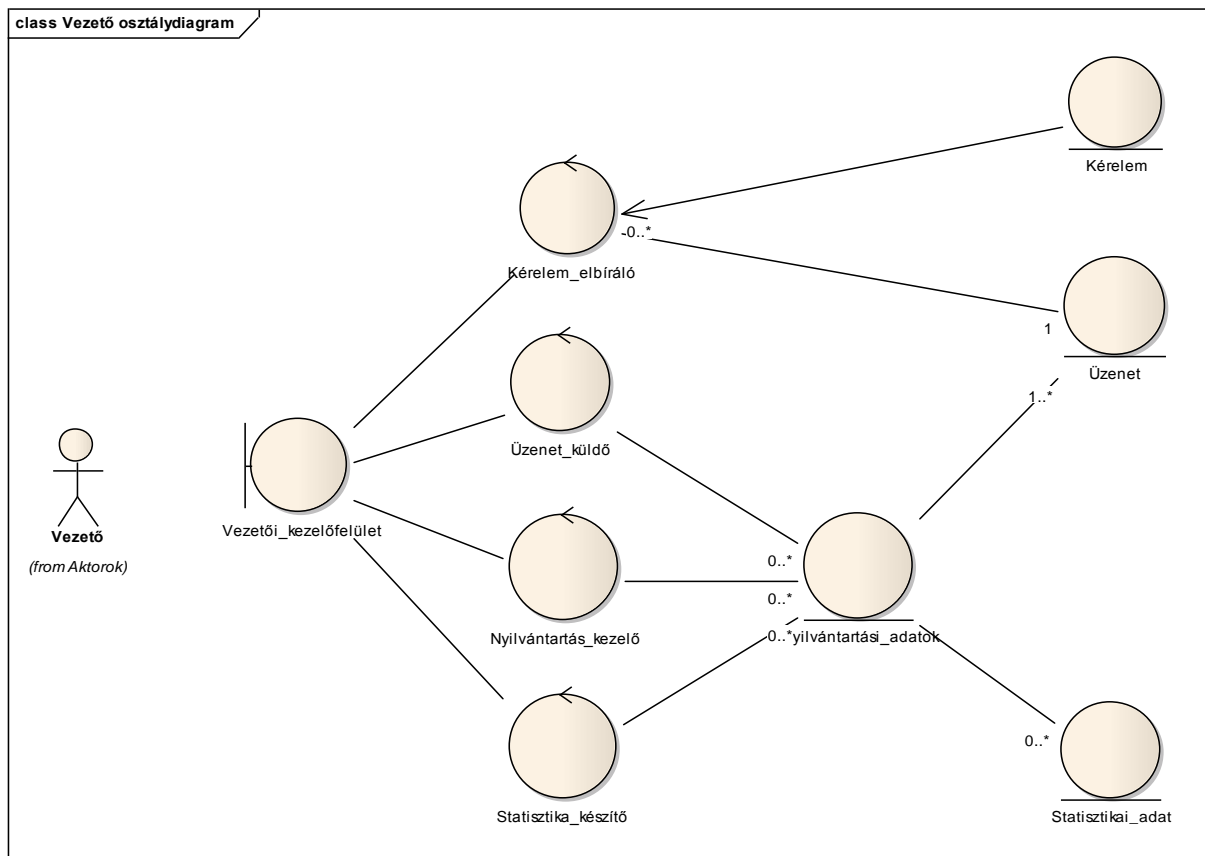 class Vezető osztálydiagram
Kérelem
-0..*
Kérelem_elbíráló
1
Üzenet
1..*
Üzenet_küldő
Vezető
(from Aktorok)
Vezetői_kezelőfelület
0..*
0..*
0..*
Nyilvántartás_kezelő
yilvántartási_adatok
0..*
Statisztika_készítő
Statisztikai_adat